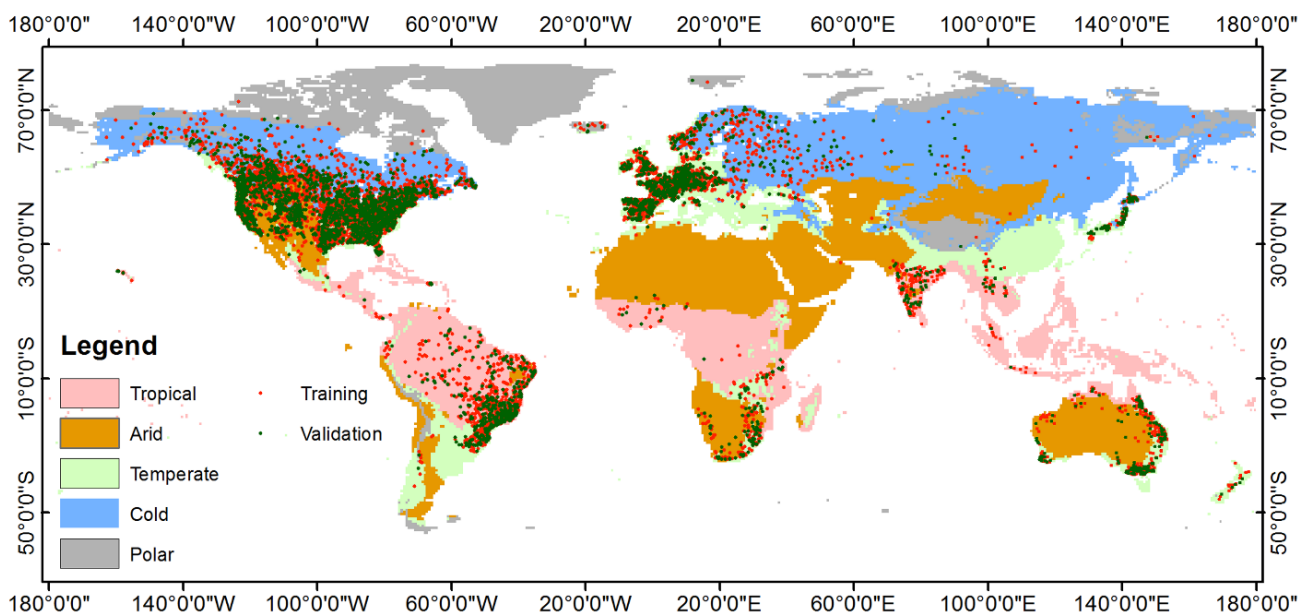 180°0'0" 140°0'0"W 100°0'0"W 60°0'0"W 20°0'0"W 20°0'0"E 60°0'0"E 100°0'0"E 140°0'0"E 180°0'0"
70°0'0"N 70°0'0"N
30°0'0"N 30°0'0"N
10°0'0"S 10°0'0"S
50°0'0"S 50°0'0"S
Legend
Tropical Training
Arid Validation
Temperate
Cold
Polar
180°0'0" 140°0'0"W 100°0'0"W 60°0'0"W 20°0'0"W 20°0'0"E 60°0'0"E 100°0'0"E 140°0'0"E 180°0'0"